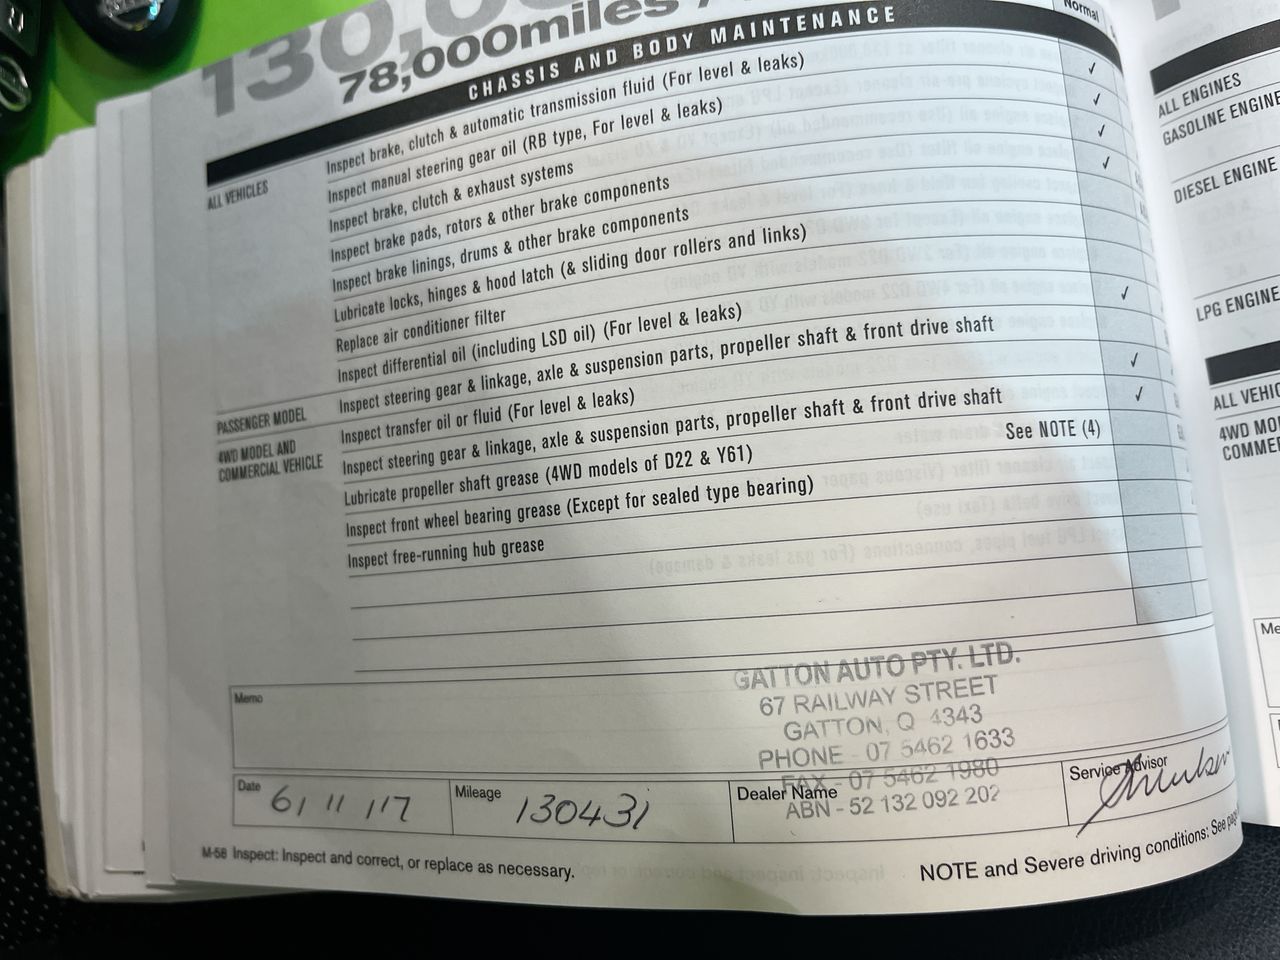 130,0
78,000miles /
CHASSIS AND BODY MAINTENANCE
Normal
ALL VEHICLES
Inspect brake, clutch & automatic transmission fluid (For level & leaks) ✓
Inspect manual steering gear oil (RB type, For level & leaks) ✓
Inspect brake, clutch & exhaust systems ✓
Inspect brake pads, rotors & other brake components ✓
Inspect brake linings, drums & other brake components
Lubricate locks, hinges & hood latch (& sliding door rollers and links)
Replace air conditioner filter
Inspect differential oil (including LSD oil) (For level & leaks) ✓
PASSENGER MODEL
Inspect steering gear & linkage, axle & suspension parts, propeller shaft & front drive shaft
4WD MODEL AND
COMMERCIAL VEHICLE
Inspect transfer oil or fluid (For level & leaks) ✓
Inspect steering gear & linkage, axle & suspension parts, propeller shaft & front drive shaft ✓
Lubricate propeller shaft grease (4WD models of D22 & Y61) See NOTE (4)
Inspect front wheel bearing grease (Except for sealed type bearing)
Inspect free-running hub grease
Memo
GATTON AUTO PTY. LTD.
67 RAILWAY STREET
GATTON, Q 4343
PHONE - 07 5462 1633
FAX - 07 5462 1980
ABN - 52 132 092 202
Date
6/11/17
Mileage
130431
Dealer Name
Service Advisor
M-56 Inspect: Inspect and correct, or replace as necessary.
NOTE and Severe driving conditions: See
ALL ENGINES
GASOLINE ENGINE
DIESEL ENGINE
LPG ENGINE
ALL VEHIC
4WD MO
COMME
Me